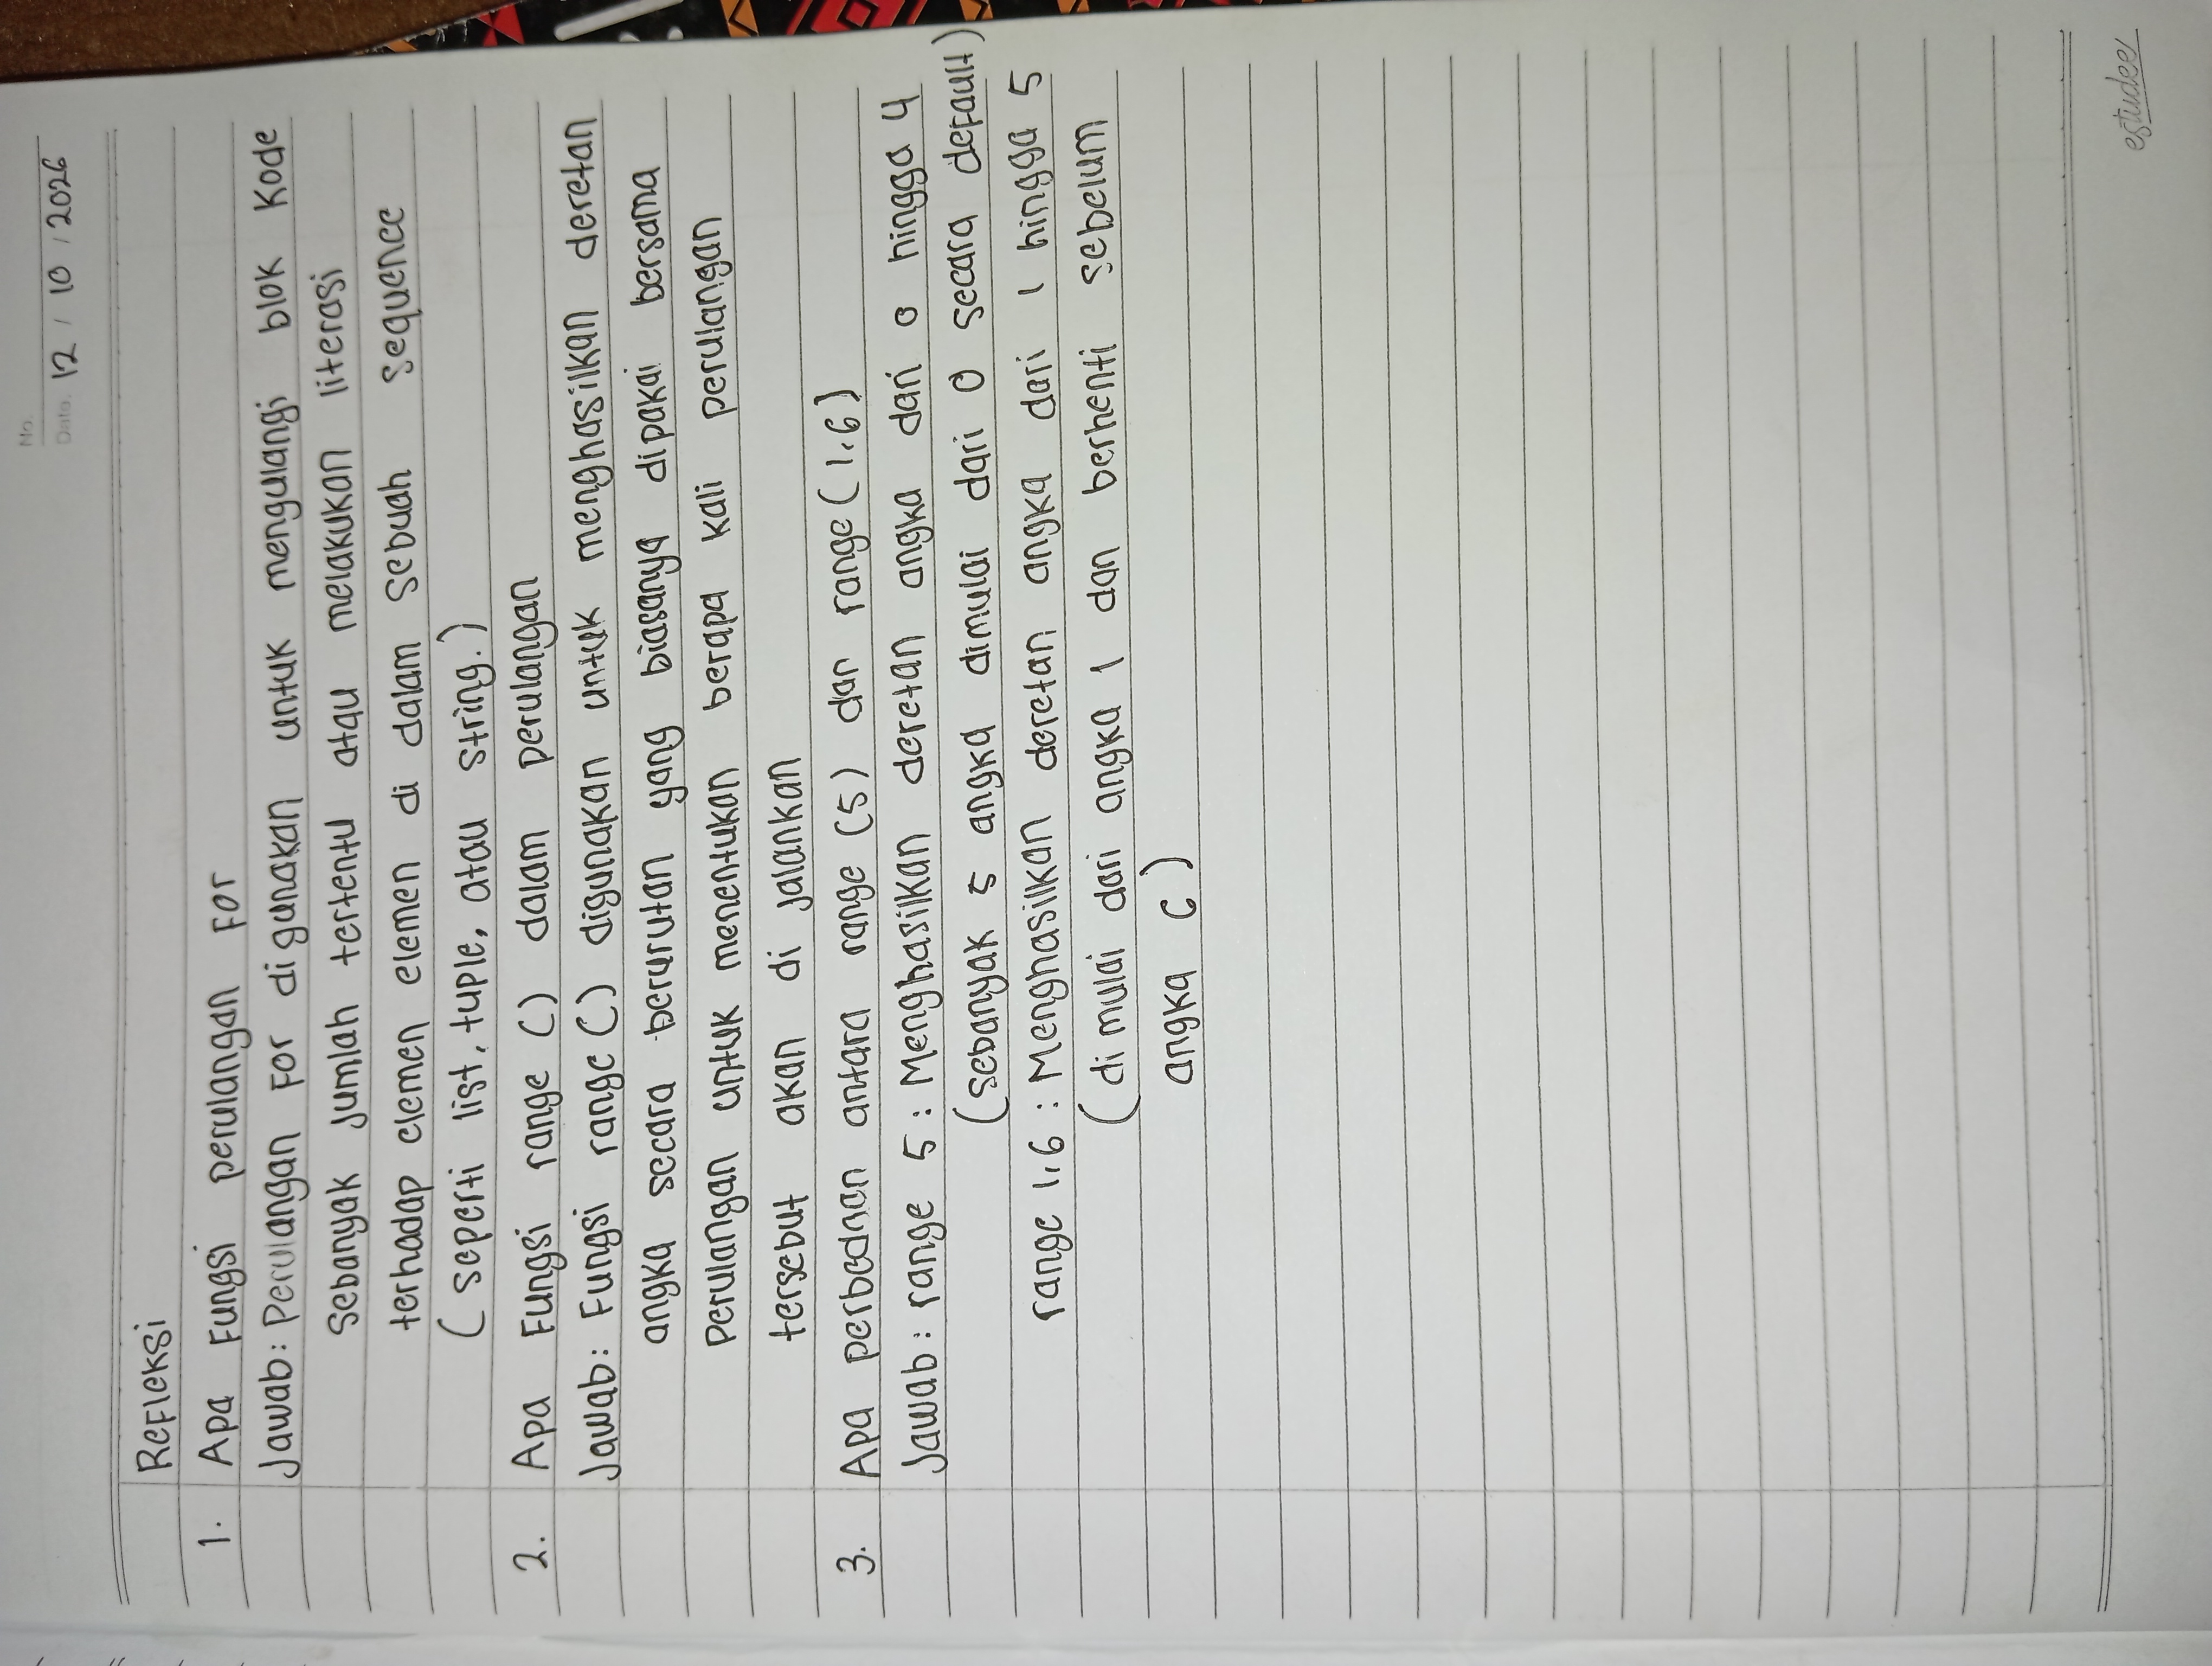 No.
Date. 12 / 10 / 2026
Refleksi
1. Apa Fungsi perulangan For
Jawab: Perulangan For digunakan untuk mengulangi blok kode
sebanyak jumlah tertentu atau melakukan literasi
terhadap elemen elemen di dalam sebuah sequence
(seperti list, tuple, atau string.)
2. Apa Fungsi range () dalam perulangan
Jawab: Fungsi range () digunakan untuk menghasilkan deretan
angka secara berurutan yang biasanya dipakai bersama
perulangan untuk menentukan berapa kali perulangan
tersebut akan di jalankan
3. Apa perbedaan antara range (5) dan range (1,6)
Jawab: range 5: Menghasilkan deretan angka dari 0 hingga 4
(sebanyak 5 angka dimulai dari 0 secara default)
range 1,6 : Menghasilkan deretan angka dari 1 hingga 5
(di mulai dari angka 1 dan berhenti sebelum
angka 6)
estudee